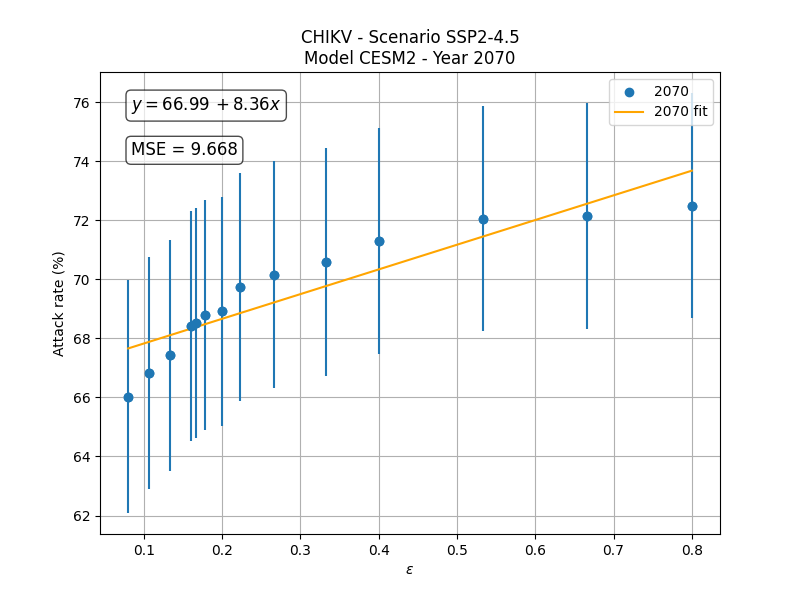 CHIKV - Scenario SSP2-4.5
Model CESM2 - Year 2070
y = 66.99 + 8.36x
MSE = 9.668
2070
2070 fit
Attack rate (%)
76
74
72
70
68
66
64
62
0.1 0.2 0.3 0.4 0.5 0.6 0.7 0.8
ε